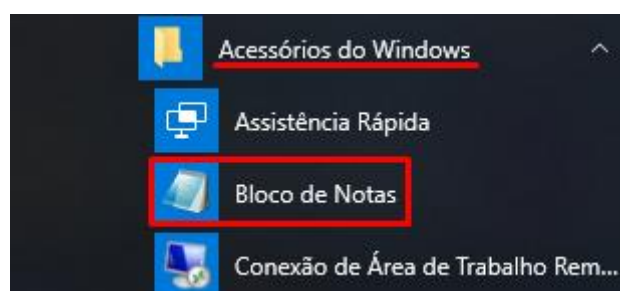 Acessórios do Windows
Assistência Rápida
Bloco de Notas
Conexão de Área de Trabalho Rem...